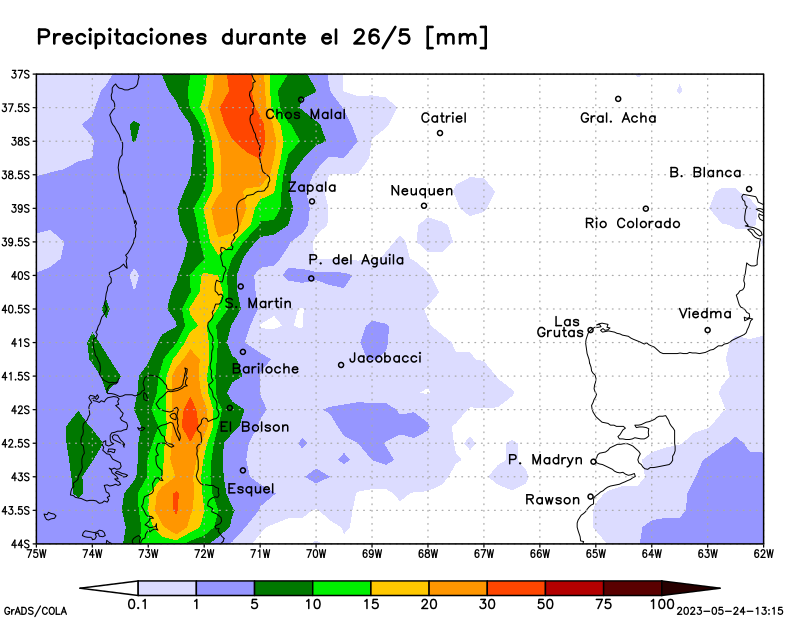 Precipitaciones durante el 26/5 [mm]
37S
37.5S
38S
38.5S
39S
39.5S
40S
40.5S
41S
41.5S
42S
42.5S
43S
43.5S
44S
Chos Malal
Catriel
Gral. Acha
B. Blanca
Zapala
Neuquen
Rio Colorado
P. del Aguila
S. Martin
Viedma
Las
Grutas
Bariloche
Jacobacci
El Bolson
P. Madryn
Esquel
Rawson
75W 74W 73W 72W 71W 70W 69W 68W 67W 66W 65W 64W 63W 62W
0.1 1 5 10 15 20 30 50 75 100
GrADS/COLA
2023-05-24-13:15